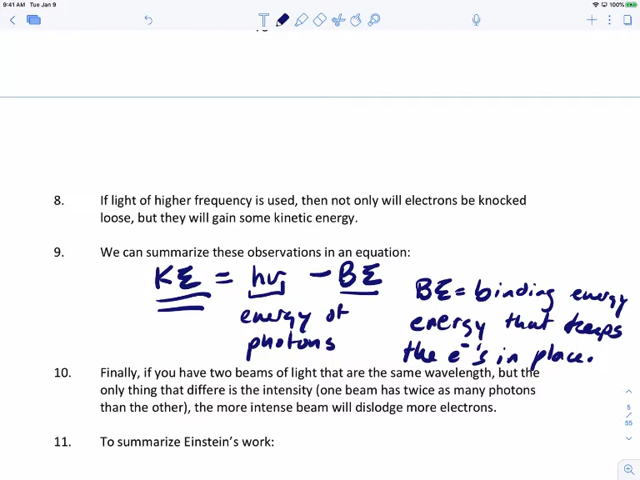 9:41 AM Tue Jan 9
100%
8. If light of higher frequency is used, then not only will electrons be knocked
loose, but they will gain some kinetic energy.
9. We can summarize these observations in an equation:
KE = hν - BE
energy of
photons
BE = binding energy
energy that keeps
the e⁻'s in place.
10. Finally, if you have two beams of light that are the same wavelength, but the
only thing that differe is the intensity (one beam has twice as many photons
than the other), the more intense beam will dislodge more electrons.
11. To summarize Einstein's work:
5
/
55